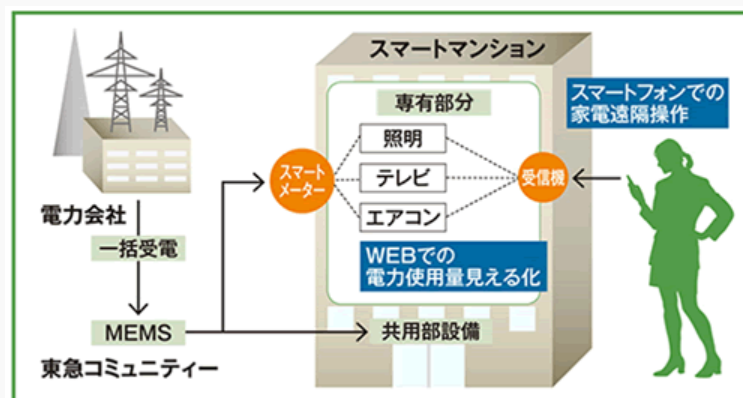 スマートマンション
専有部分
スマートフォンでの
家電遠隔操作
照明
テレビ
エアコン
スマート
メーター
受信機
電力会社
一括受電
WEBでの
電力使用量見える化
MEMS
共用部設備
東急コミュニティー